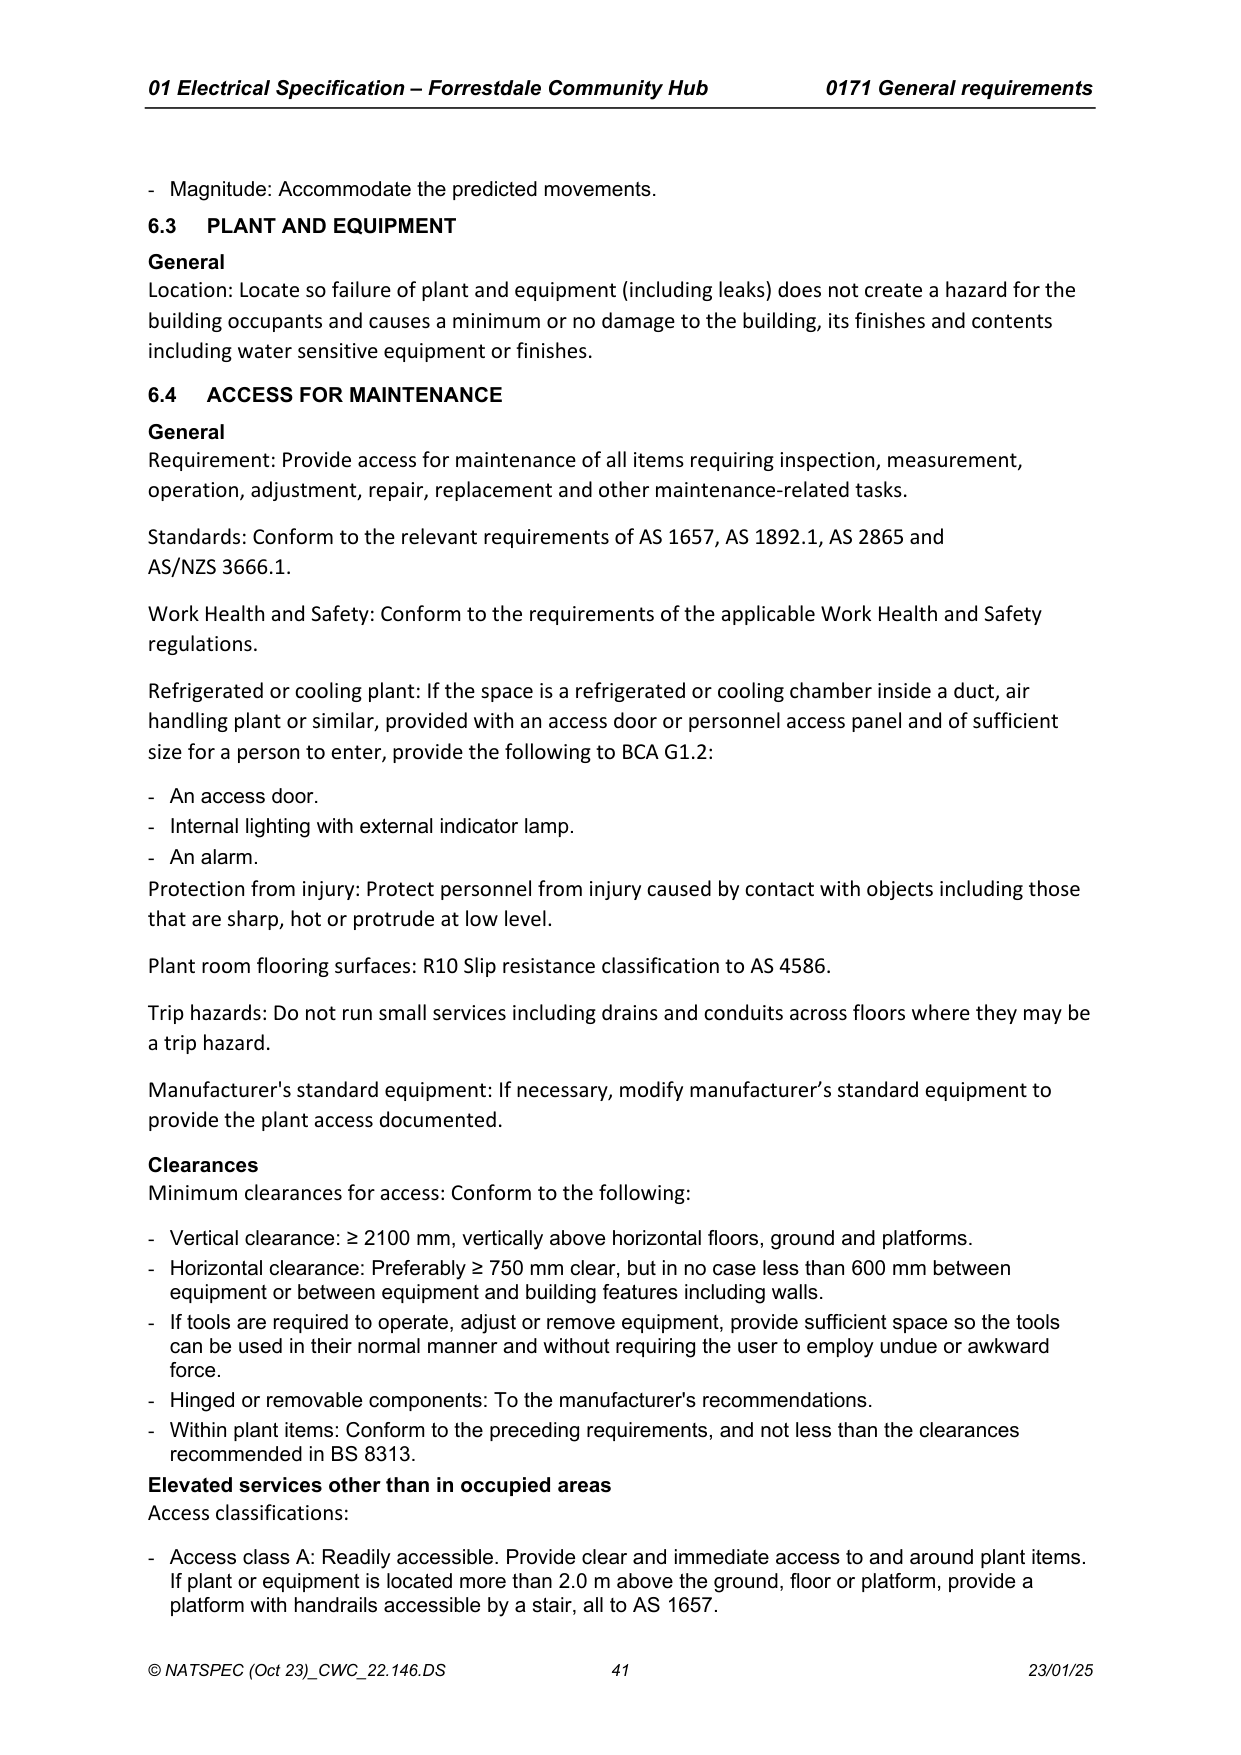 01 Electrical Specification – Forrestdale Community Hub 0171 General requirements
- Magnitude: Accommodate the predicted movements.
6.3 PLANT AND EQUIPMENT
General
Location: Locate so failure of plant and equipment (including leaks) does not create a hazard for the
building occupants and causes a minimum or no damage to the building, its finishes and contents
including water sensitive equipment or finishes.
6.4 ACCESS FOR MAINTENANCE
General
Requirement: Provide access for maintenance of all items requiring inspection, measurement,
operation, adjustment, repair, replacement and other maintenance-related tasks.
Standards: Conform to the relevant requirements of AS 1657, AS 1892.1, AS 2865 and
AS/NZS 3666.1.
Work Health and Safety: Conform to the requirements of the applicable Work Health and Safety
regulations.
Refrigerated or cooling plant: If the space is a refrigerated or cooling chamber inside a duct, air
handling plant or similar, provided with an access door or personnel access panel and of sufficient
size for a person to enter, provide the following to BCA G1.2:
- An access door.
- Internal lighting with external indicator lamp.
- An alarm.
Protection from injury: Protect personnel from injury caused by contact with objects including those
that are sharp, hot or protrude at low level.
Plant room flooring surfaces: R10 Slip resistance classification to AS 4586.
Trip hazards: Do not run small services including drains and conduits across floors where they may be
a trip hazard.
Manufacturer's standard equipment: If necessary, modify manufacturer’s standard equipment to
provide the plant access documented.
Clearances
Minimum clearances for access: Conform to the following:
- Vertical clearance: ≥ 2100 mm, vertically above horizontal floors, ground and platforms.
- Horizontal clearance: Preferably ≥ 750 mm clear, but in no case less than 600 mm between
equipment or between equipment and building features including walls.
- If tools are required to operate, adjust or remove equipment, provide sufficient space so the tools
can be used in their normal manner and without requiring the user to employ undue or awkward
force.
- Hinged or removable components: To the manufacturer's recommendations.
- Within plant items: Conform to the preceding requirements, and not less than the clearances
recommended in BS 8313.
Elevated services other than in occupied areas
Access classifications:
- Access class A: Readily accessible. Provide clear and immediate access to and around plant items.
If plant or equipment is located more than 2.0 m above the ground, floor or platform, provide a
platform with handrails accessible by a stair, all to AS 1657.
© NATSPEC (Oct 23)_CWC_22.146.DS 41 23/01/25